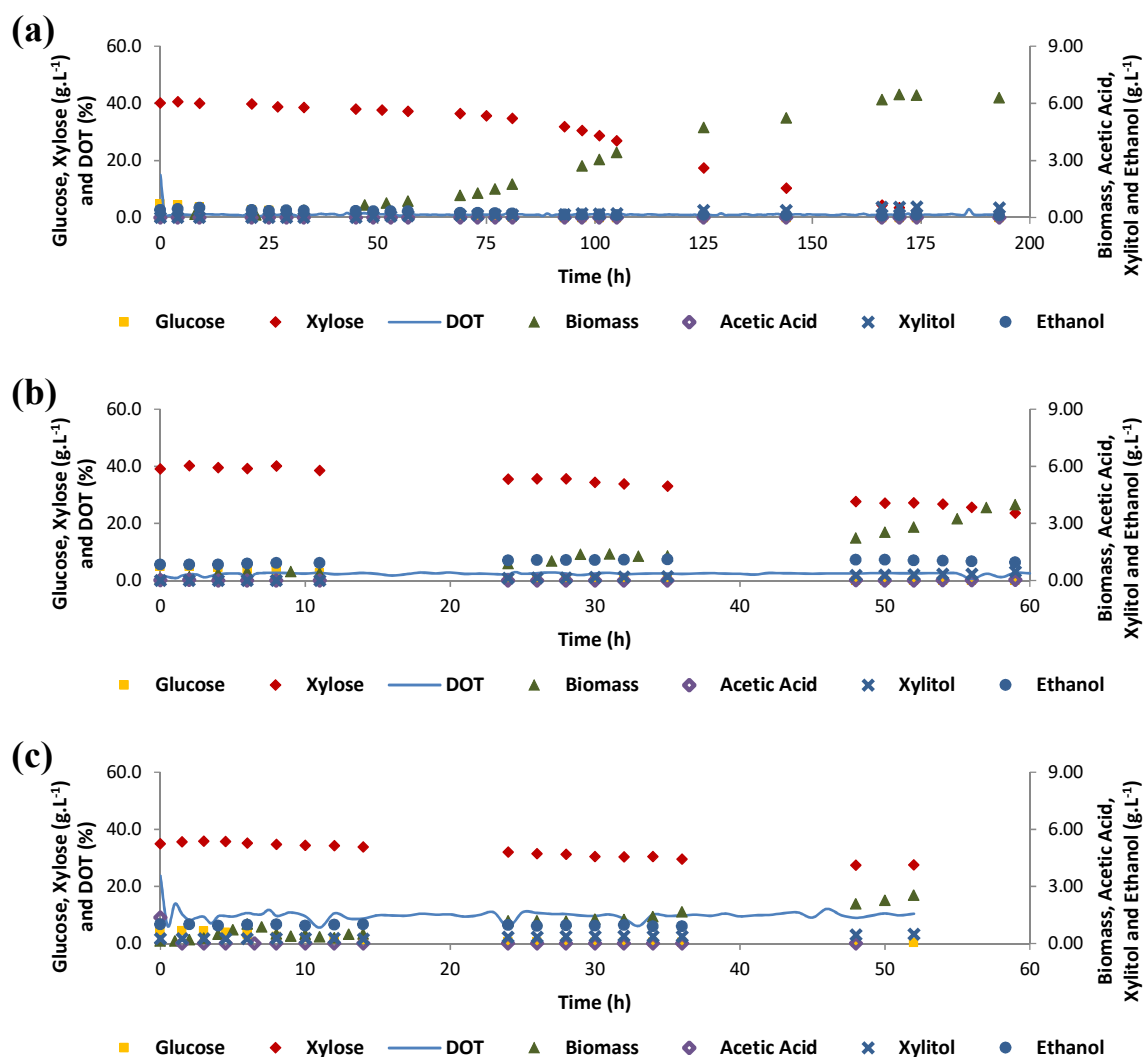 (a)
Glucose, Xylose (g.L⁻¹)
and DOT (%)
60.0
40.0
20.0
0.0
9.00
6.00
3.00
0.00
Biomass, Acetic Acid,
Xylitol and Ethanol (g.L⁻¹)
0 25 50 75 100 125 150 175 200
Time (h)
Glucose Xylose DOT Biomass Acetic Acid Xylitol Ethanol
(b)
Glucose, Xylose (g.L⁻¹)
and DOT (%)
60.0
40.0
20.0
0.0
9.00
6.00
3.00
0.00
Biomass, Acetic Acid,
Xylitol and Ethanol (g.L⁻¹)
0 10 20 30 40 50 60
Time (h)
Glucose Xylose DOT Biomass Acetic Acid Xylitol Ethanol
(c)
Glucose, Xylose (g.L⁻¹)
and DOT (%)
60.0
40.0
20.0
0.0
9.00
6.00
3.00
0.00
Biomass, Acetic Acid,
Xylitol and Ethanol (g.L⁻¹)
0 10 20 30 40 50 60
Time (h)
Glucose Xylose DOT Biomass Acetic Acid Xylitol Ethanol